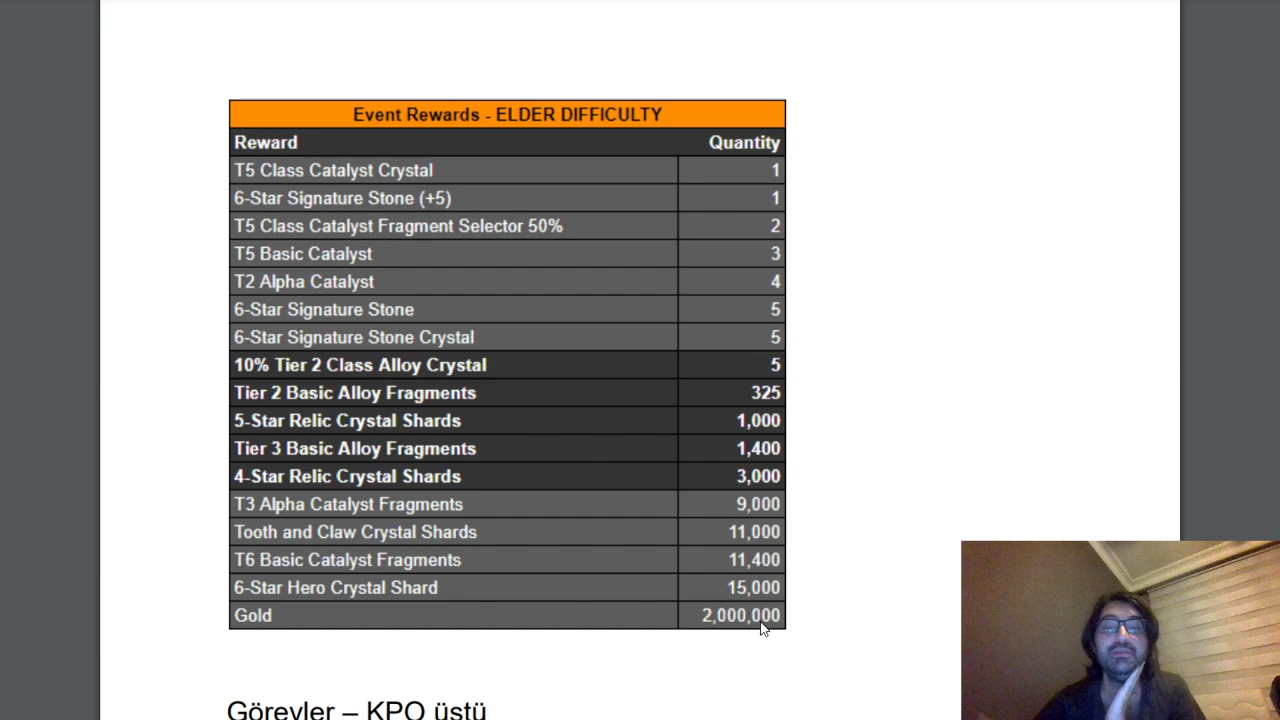 Event Rewards - ELDER DIFFICULTY
Reward Quantity
T5 Class Catalyst Crystal 1
6-Star Signature Stone (+5) 1
T5 Class Catalyst Fragment Selector 50% 2
T5 Basic Catalyst 3
T2 Alpha Catalyst 4
6-Star Signature Stone 5
6-Star Signature Stone Crystal 5
10% Tier 2 Class Alloy Crystal 5
Tier 2 Basic Alloy Fragments 325
5-Star Relic Crystal Shards 1,000
Tier 3 Basic Alloy Fragments 1,400
4-Star Relic Crystal Shards 3,000
T3 Alpha Catalyst Fragments 9,000
Tooth and Claw Crystal Shards 11,000
T6 Basic Catalyst Fragments 11,400
6-Star Hero Crystal Shard 15,000
Gold 2,000,000
Görevler – KPO üstü